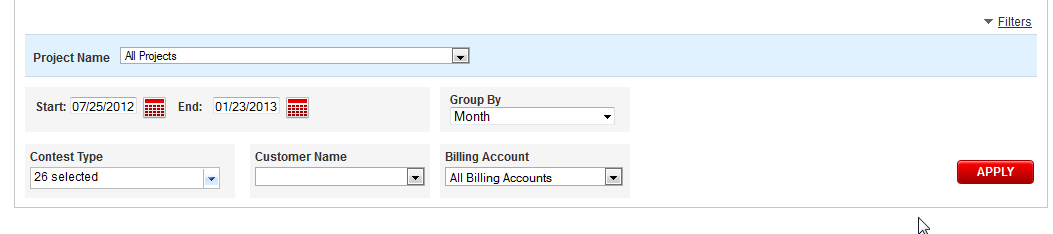 Filters
Project Name All Projects
Start: 07/25/2012 End: 01/23/2013
Group By
Month
Contest Type
26 selected
Customer Name
Billing Account
All Billing Accounts
APPLY